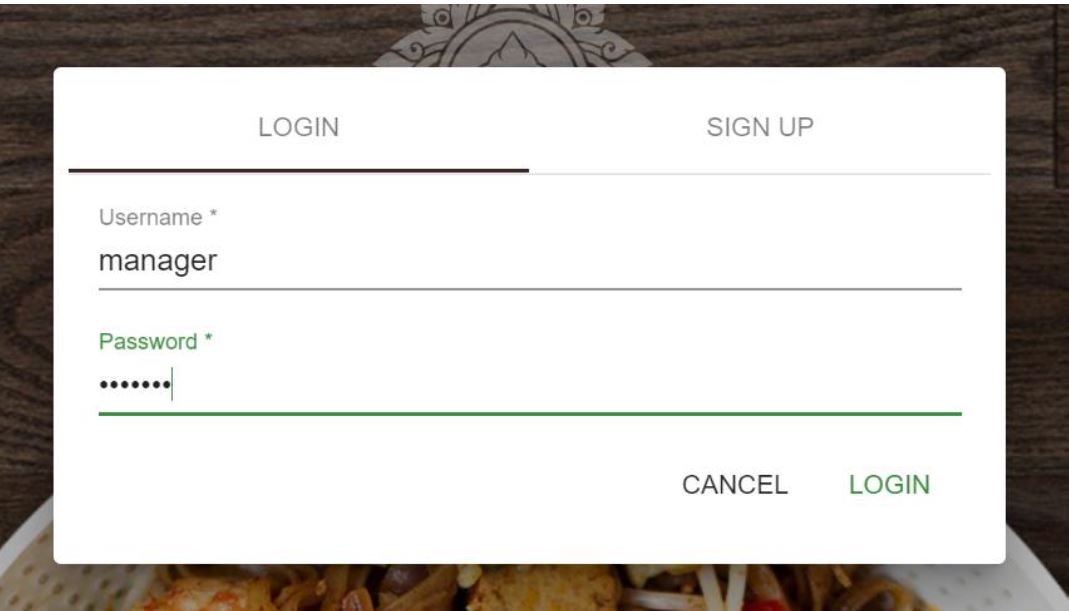 LOGIN SIGN UP
Username *
manager
Password *
•••••••
CANCEL LOGIN